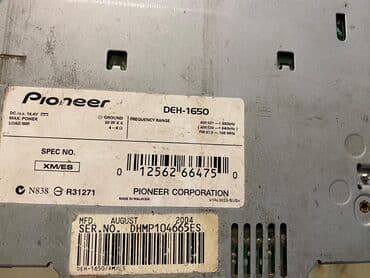 Pioneer
DEH-1650
DC 14.4V
MAX. POWER
LOAD IMP.
GROUND
50 W X 4
4 - 8 Ω
FREQUENCY RANGE
SPEC NO.
XM/ES
0 12562 66475 0
N838 R31271
PIONEER CORPORATION
MADE IN MALAYSIA
MFD. AUGUST 2004
SER.NO. DHMP104665ES
DEH-1650/XM/ES